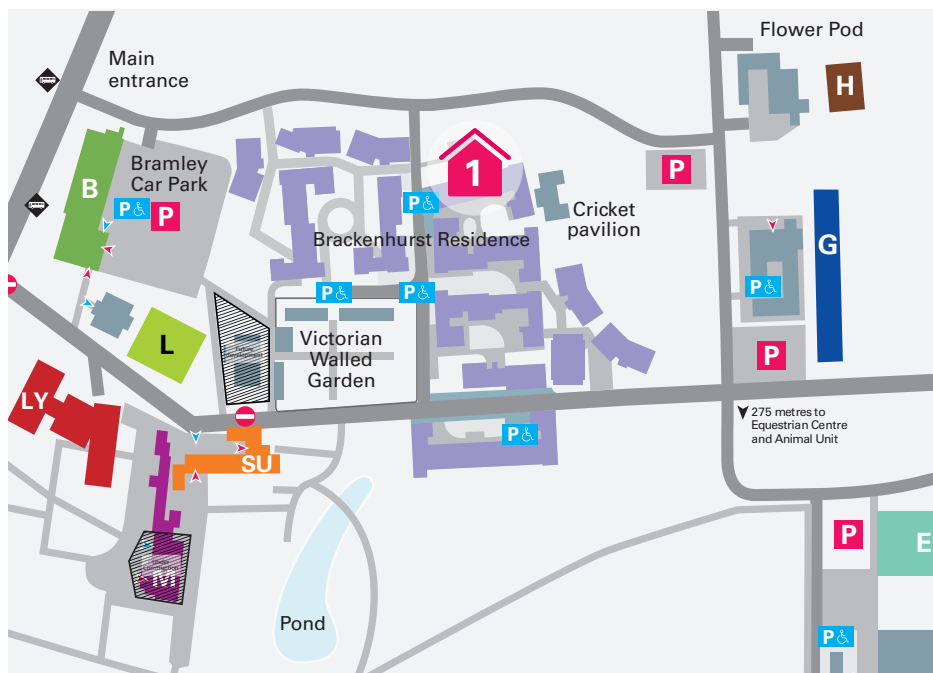 Flower Pod
Main
entrance
H
Bramley
Car Park
B
P
P
1
P
P
Cricket
pavilion
Brackenhurst Residence
G
P
P
P
L
Victorian
Walled
Garden
P
LY
275 metres to
Equestrian Centre
and Animal Unit
P
SU
P
E
M
Pond
P